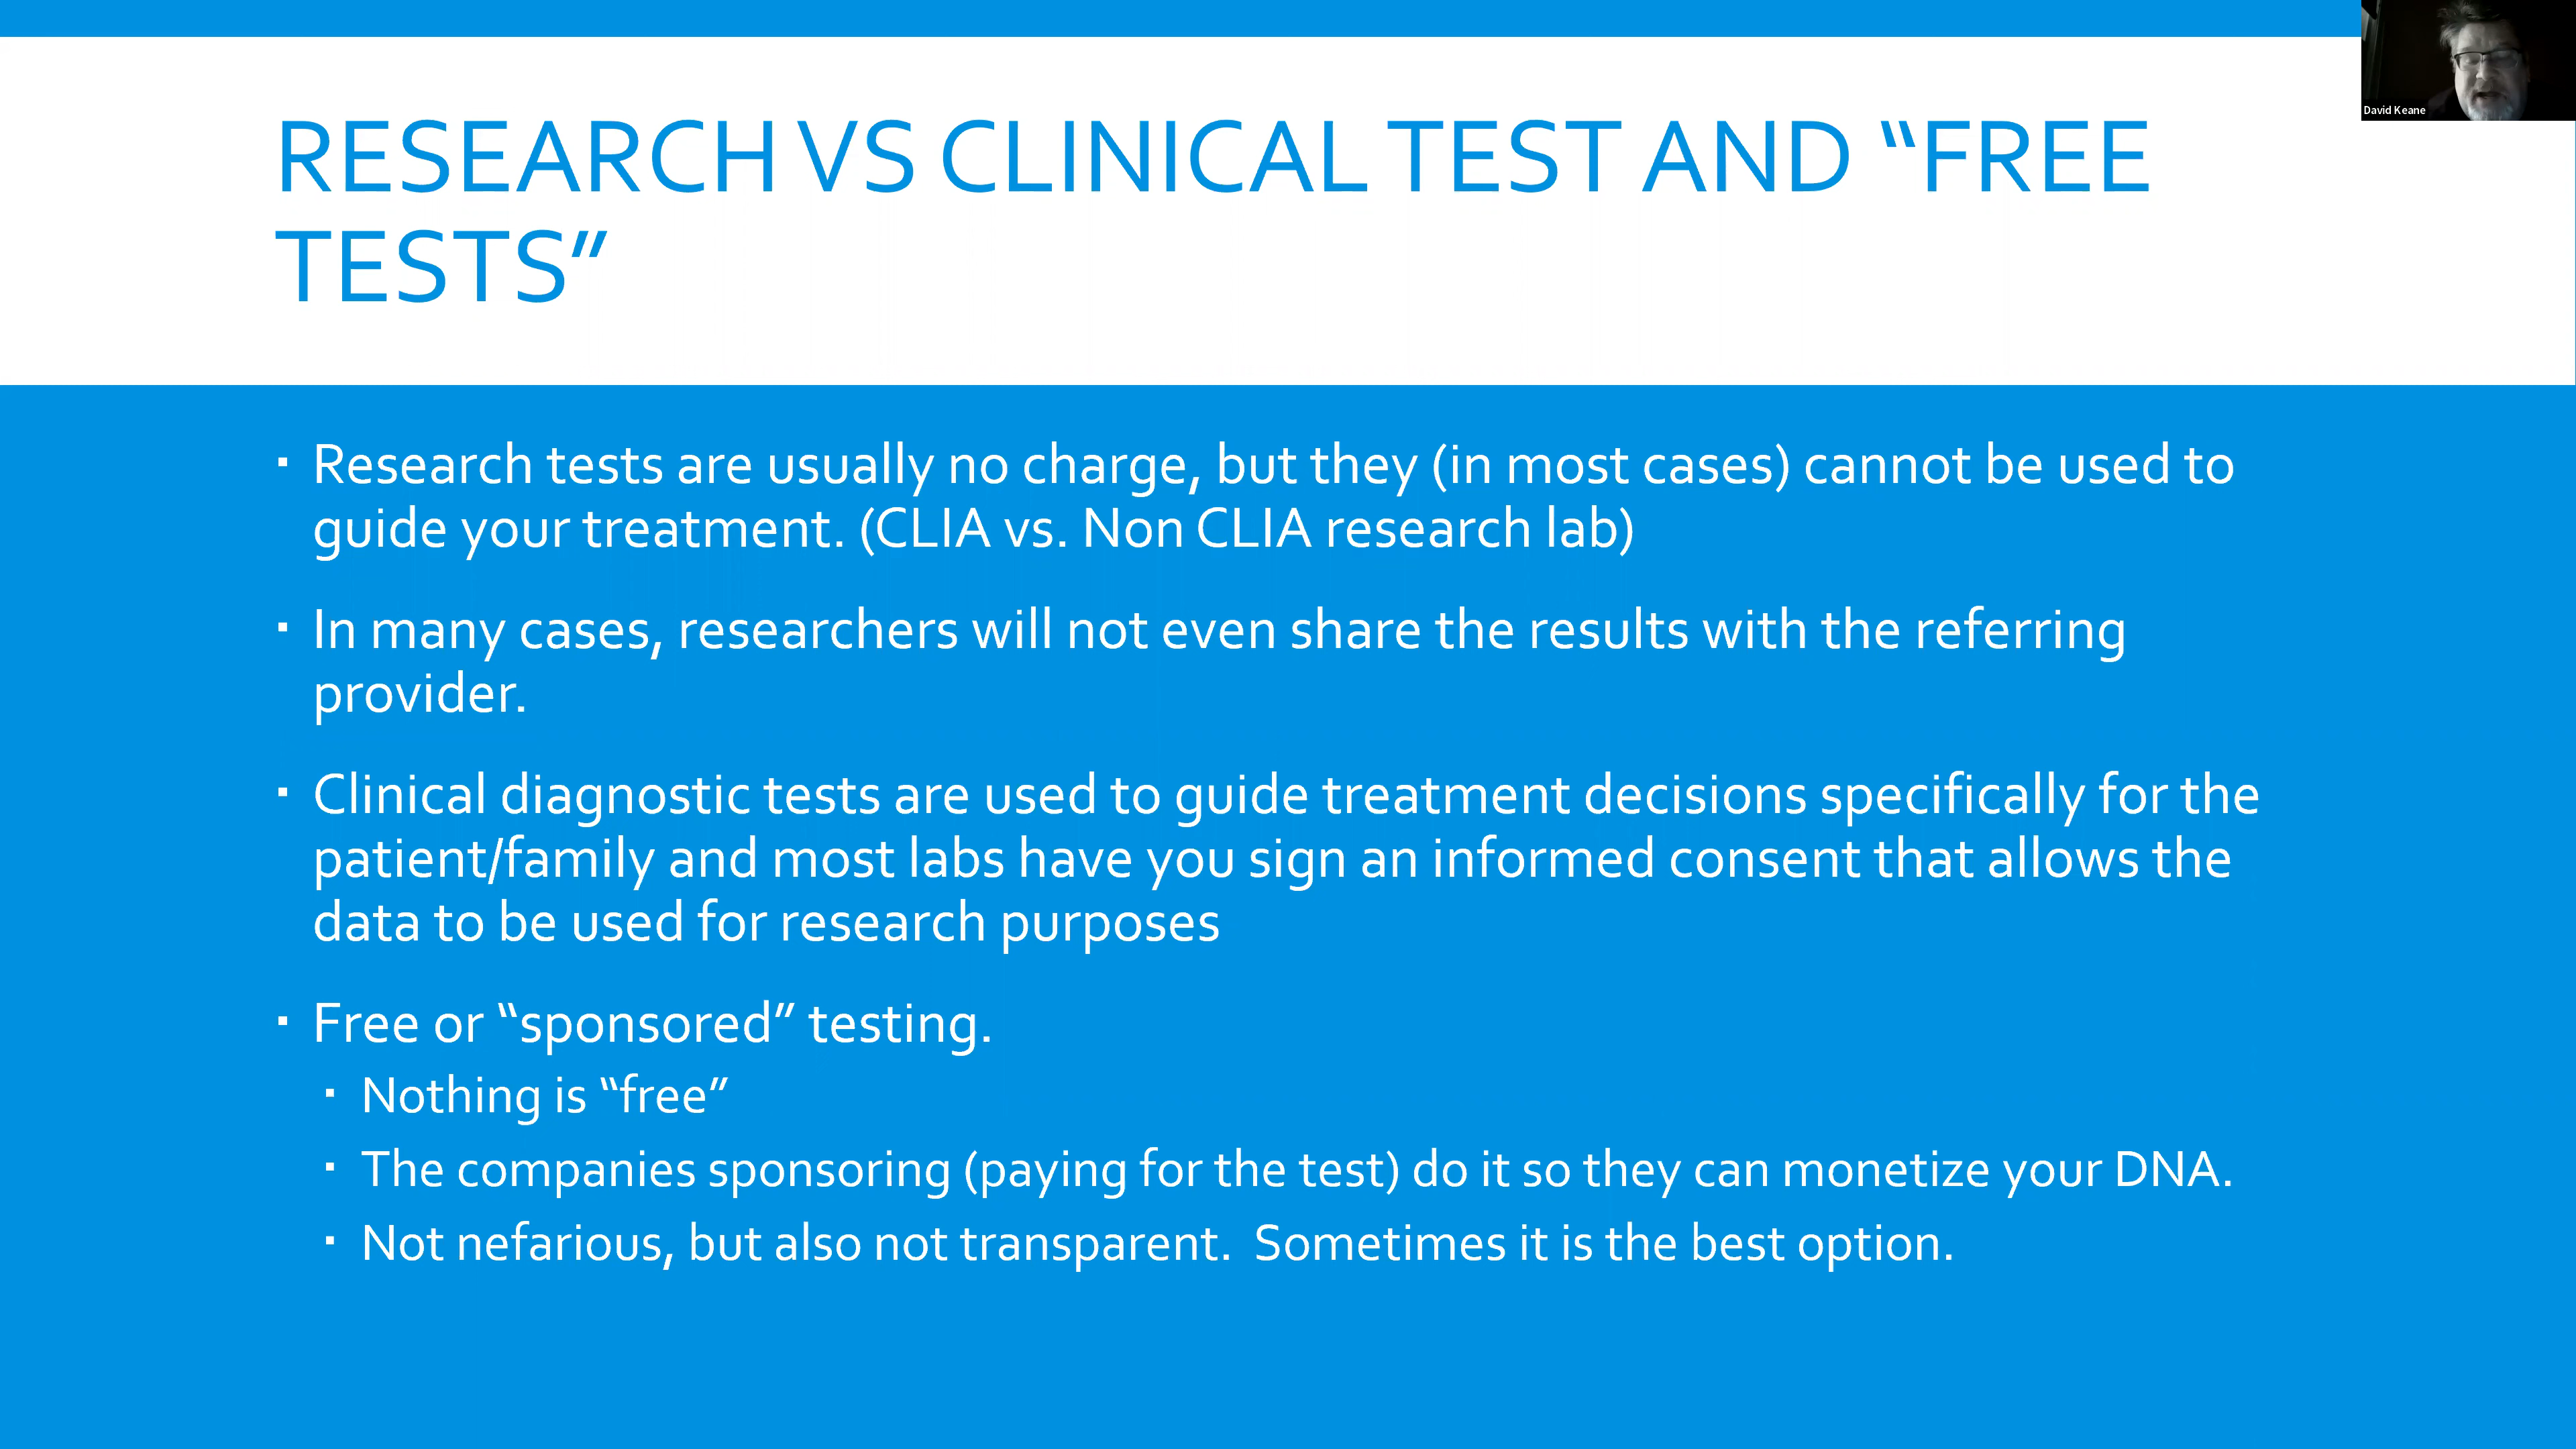 David Keane
RESEARCH VS CLINICAL TEST AND “FREE
TESTS”
▪ Research tests are usually no charge, but they (in most cases) cannot be used to
guide your treatment. (CLIA vs. Non CLIA research lab)
▪ In many cases, researchers will not even share the results with the referring
provider.
▪ Clinical diagnostic tests are used to guide treatment decisions specifically for the
patient/family and most labs have you sign an informed consent that allows the
data to be used for research purposes
▪ Free or “sponsored” testing.
▪ Nothing is “free”
▪ The companies sponsoring (paying for the test) do it so they can monetize your DNA.
▪ Not nefarious, but also not transparent.  Sometimes it is the best option.